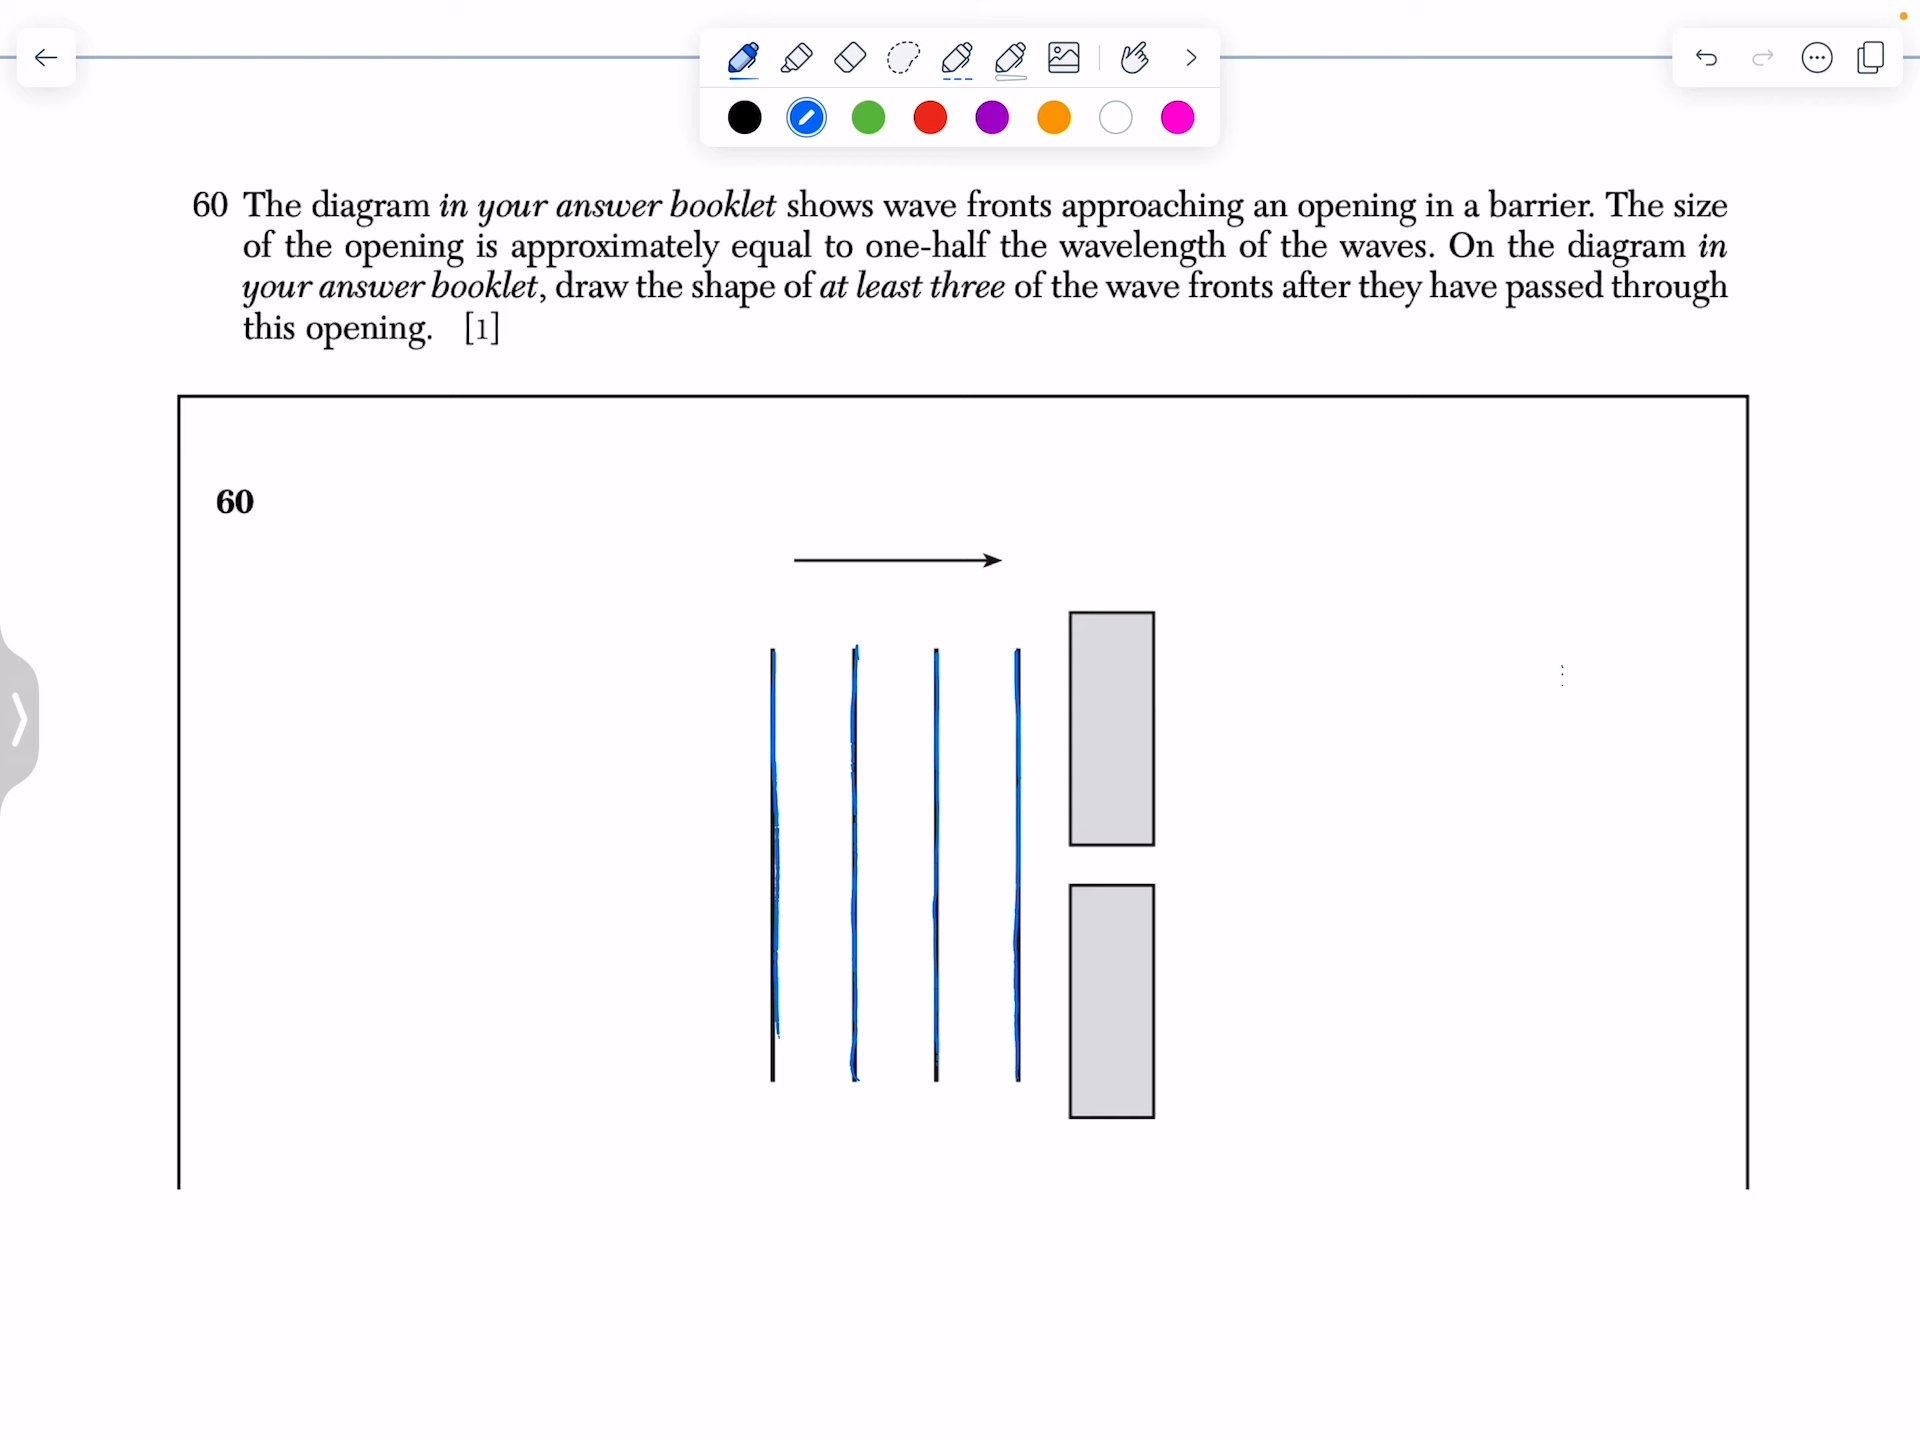 60 The diagram in your answer booklet shows wave fronts approaching an opening in a barrier. The size
of the opening is approximately equal to one-half the wavelength of the waves. On the diagram in
your answer booklet, draw the shape of at least three of the wave fronts after they have passed through
this opening. [1]
60